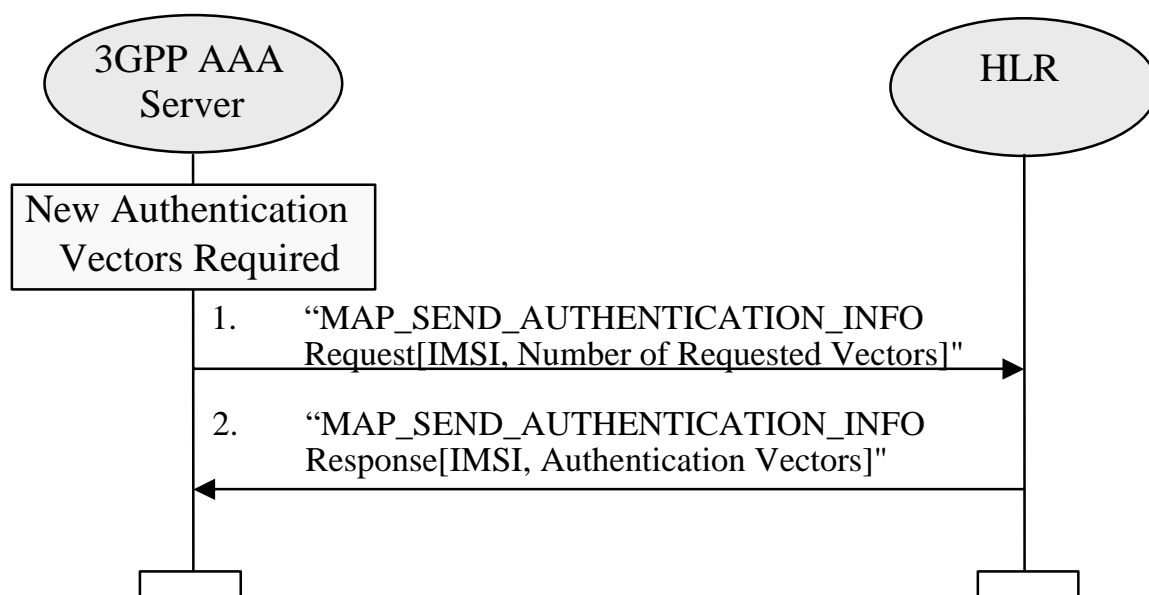 3GPP AAA
Server
HLR
New Authentication
Vectors Required
1. “MAP_SEND_AUTHENTICATION_INFO
Request[IMSI, Number of Requested Vectors]"
2. “MAP_SEND_AUTHENTICATION_INFO
Response[IMSI, Authentication Vectors]"